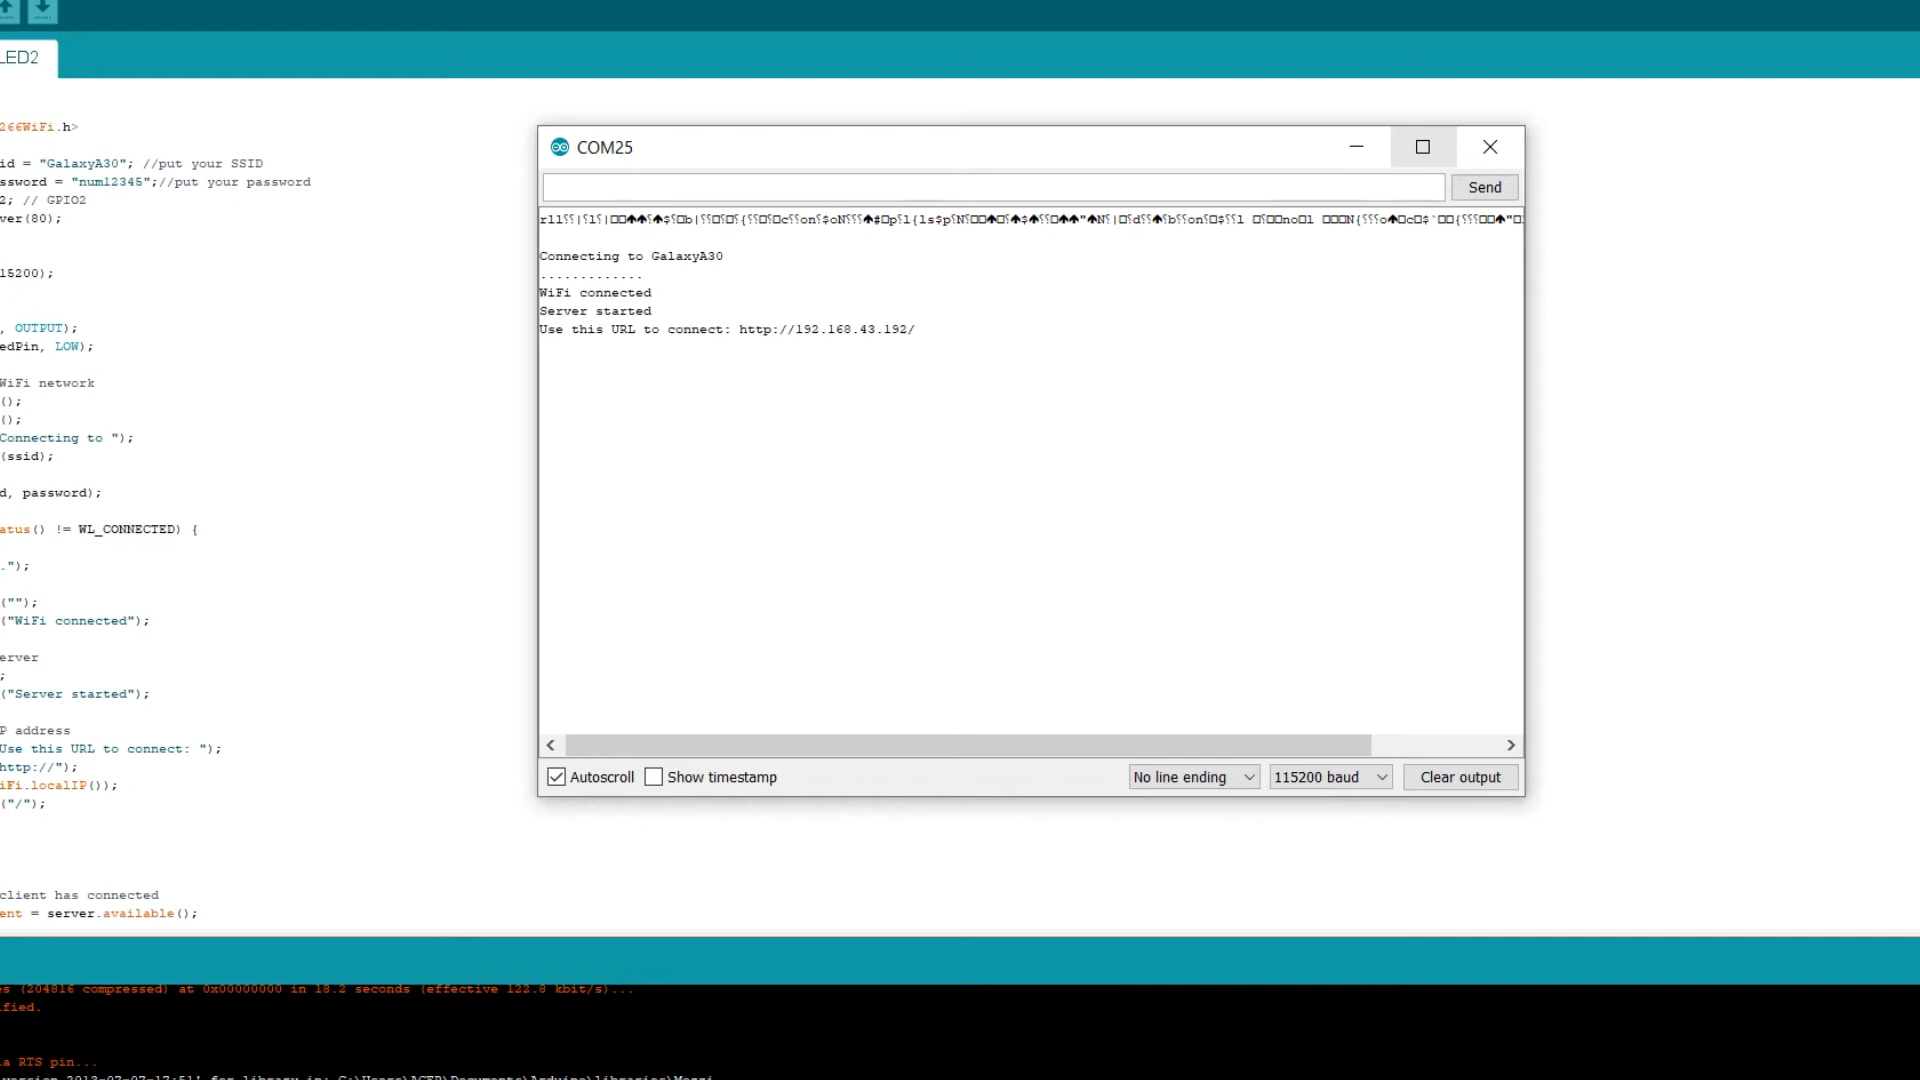 LED2
266WiFi.h>
id = "GalaxyA30"; //put your SSID
ssword = "num12345";//put your password
2; // GPIO2
ver(80);
15200);
, OUTPUT);
edPin, LOW);
WiFi network
();
();
Connecting to ");
(ssid);
d, password);
atus() != WL_CONNECTED) {
.");
("");
("WiFi connected");
erver
;
("Server started");
P address
Use this URL to connect: ");
http://");
iFi.localIP());
("/");
client has connected
ent = server.available();
COM25
Send
Connecting to GalaxyA30
.............
WiFi connected
Server started
Use this URL to connect: http://192.168.43.192/
Autoscroll
Show timestamp
No line ending
115200 baud
Clear output
es (204816 compressed) at 0x00000000 in 18.2 seconds (effective 122.8 kbit/s)...
ified.
a RTS pin...